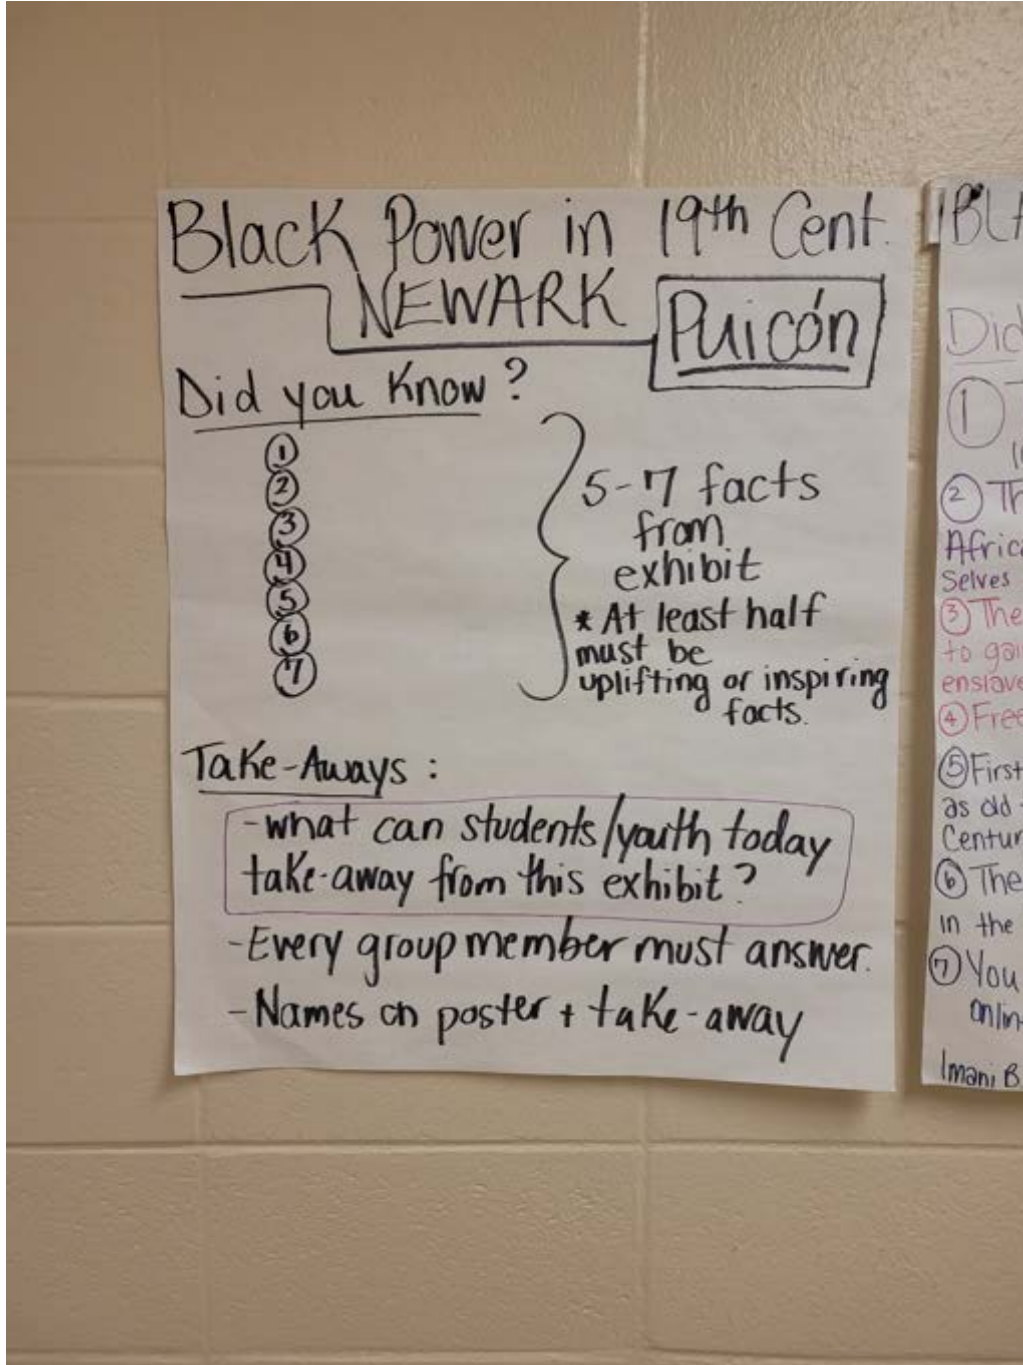 Black Power in 19th Cent.
NEWARK
Puicón
Did you Know?
1
2
3
4
5
6
7
5-7 facts
from
exhibit
* At least half
must be
uplifting or inspiring
facts.
Take-Aways:
-what can students/youth today
take-away from this exhibit?
-Every group member must answer.
-Names on poster + take-away
1
2 Th
Africa
Selves
3 The
to gai
enslave
4 Free
5 First
as old
Centur
6 The
in the
7 You
onlin
Imani B